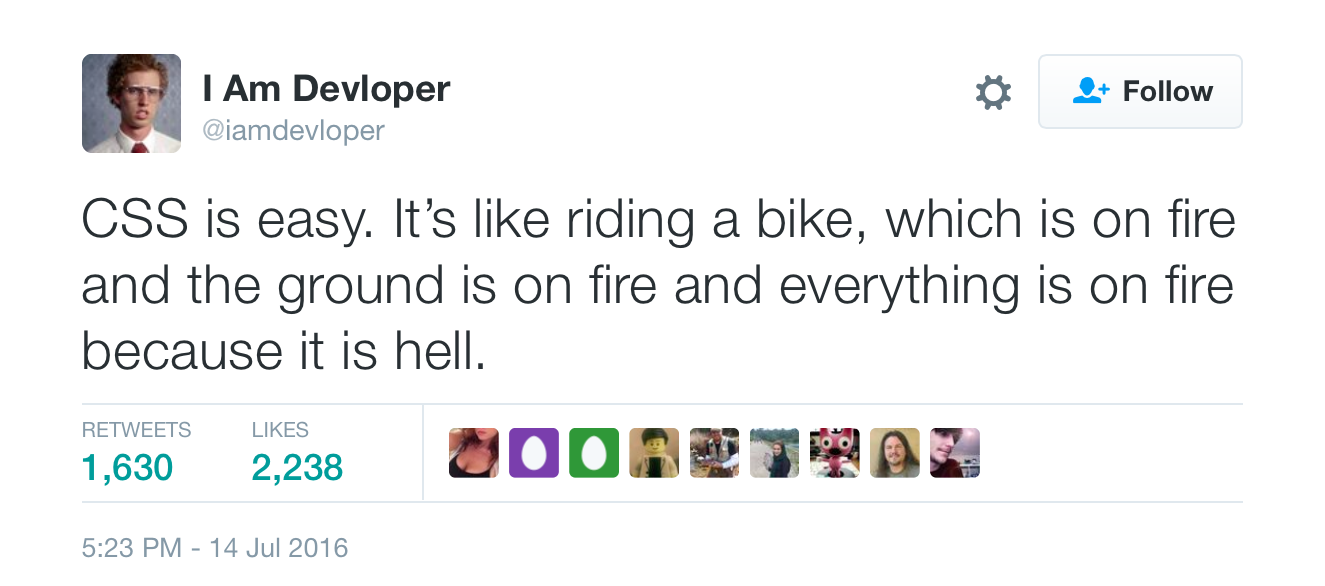 I Am Devloper
@iamdevloper
Follow
CSS is easy. It’s like riding a bike, which is on fire
and the ground is on fire and everything is on fire
because it is hell.
RETWEETS LIKES
1,630 2,238
5:23 PM - 14 Jul 2016